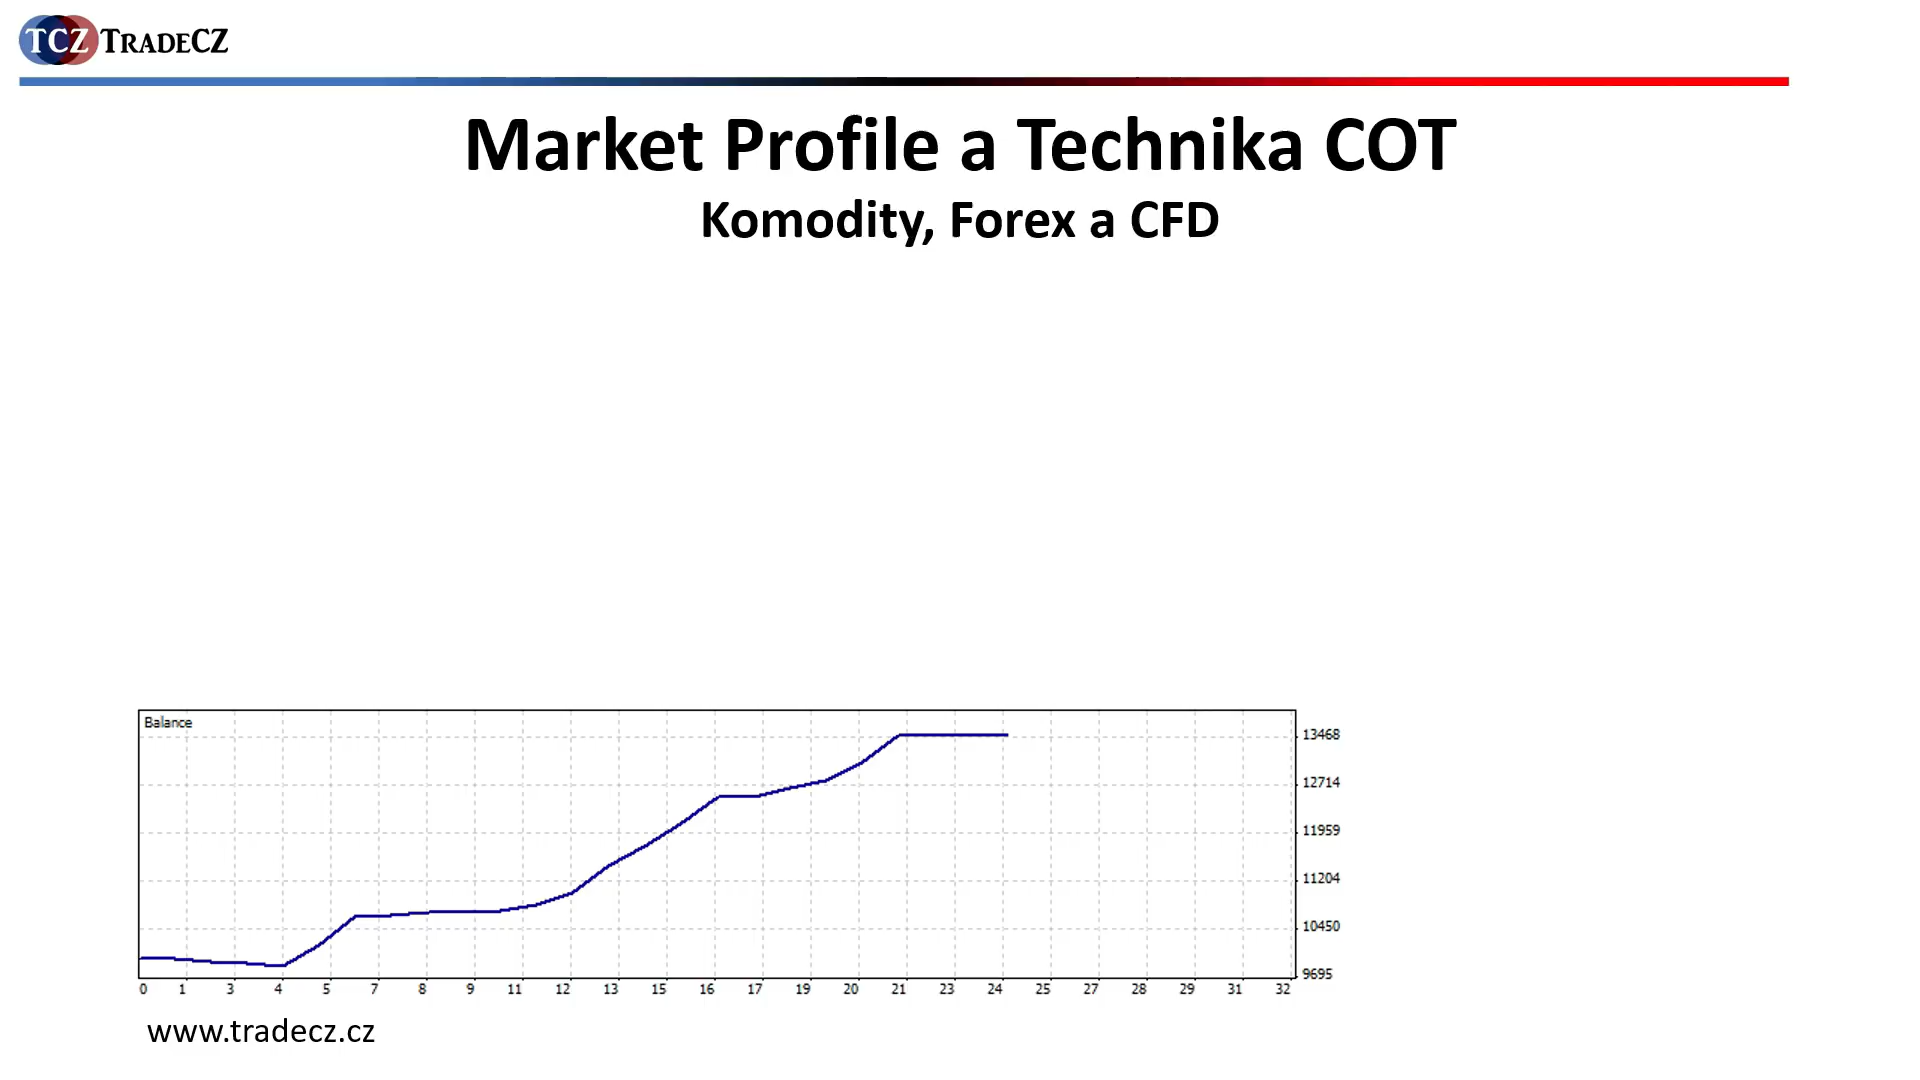 TCZ TRADECZ
Market Profile a Technika COT
Komodity, Forex a CFD
Balance
13468
12714
11959
11204
10450
9695
0 1 3 4 5 7 8 9 11 12 13 15 16 17 19 20 21 23 24 25 27 28 29 31 32
www.tradecz.cz